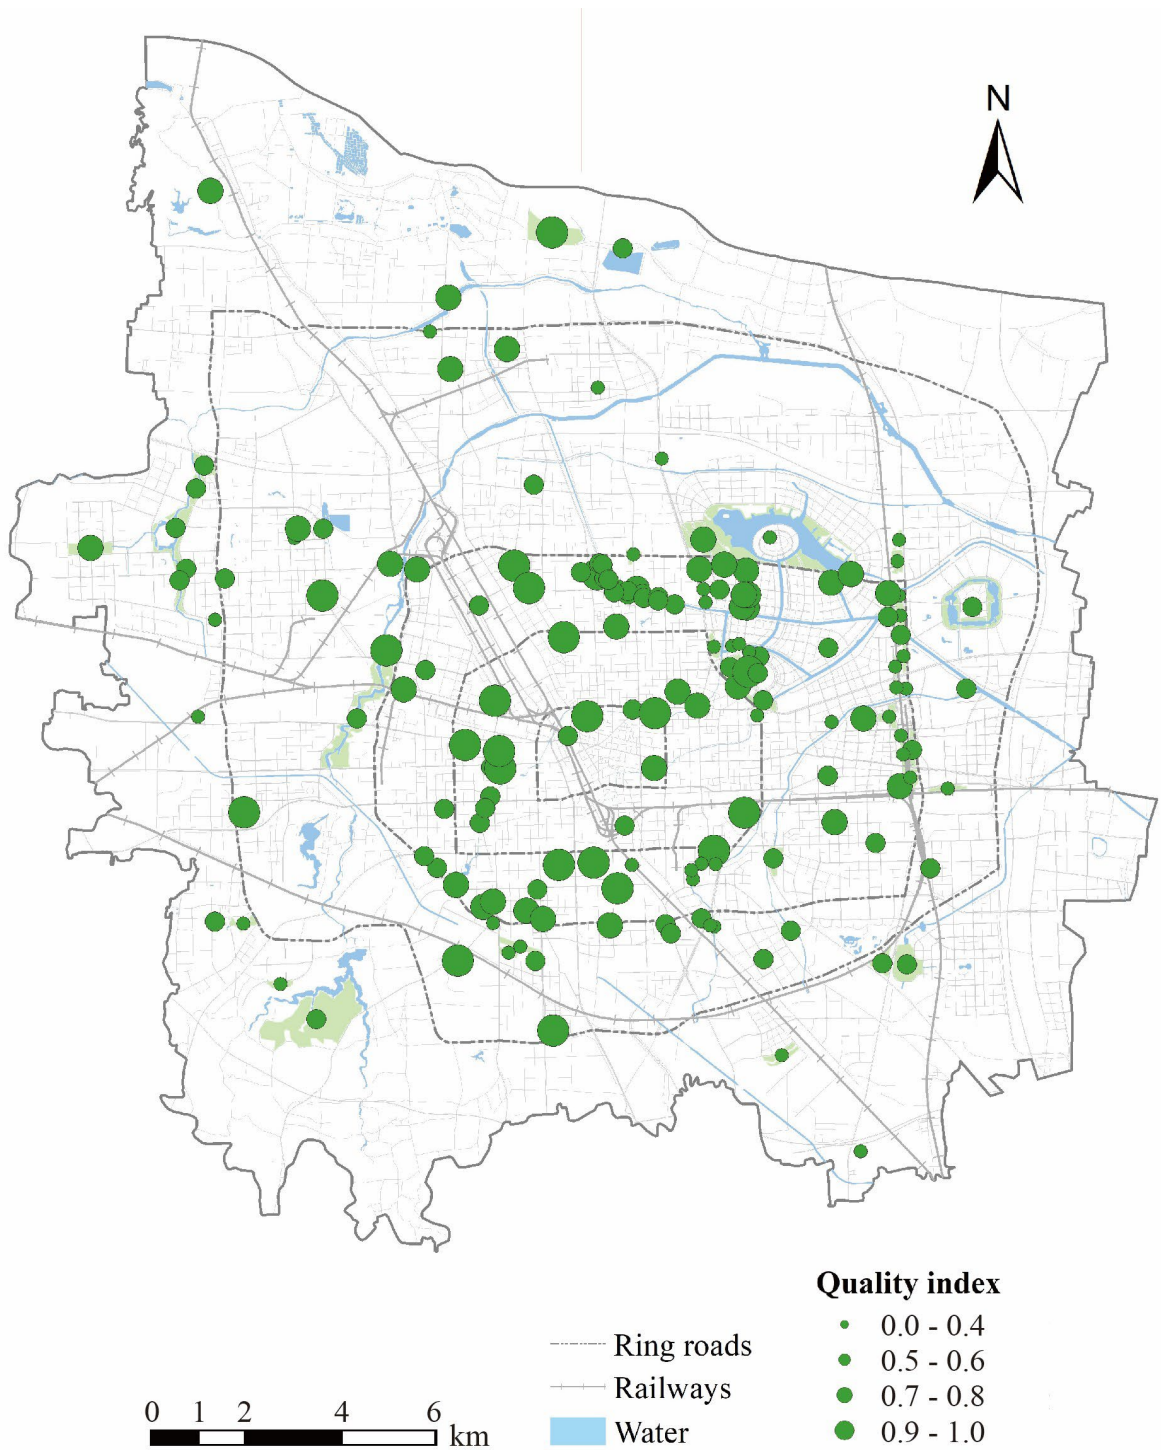 N
Quality index
0.0 - 0.4
0.5 - 0.6
0.7 - 0.8
0.9 - 1.0
Ring roads
Railways
Water
0 1 2 4 6
km